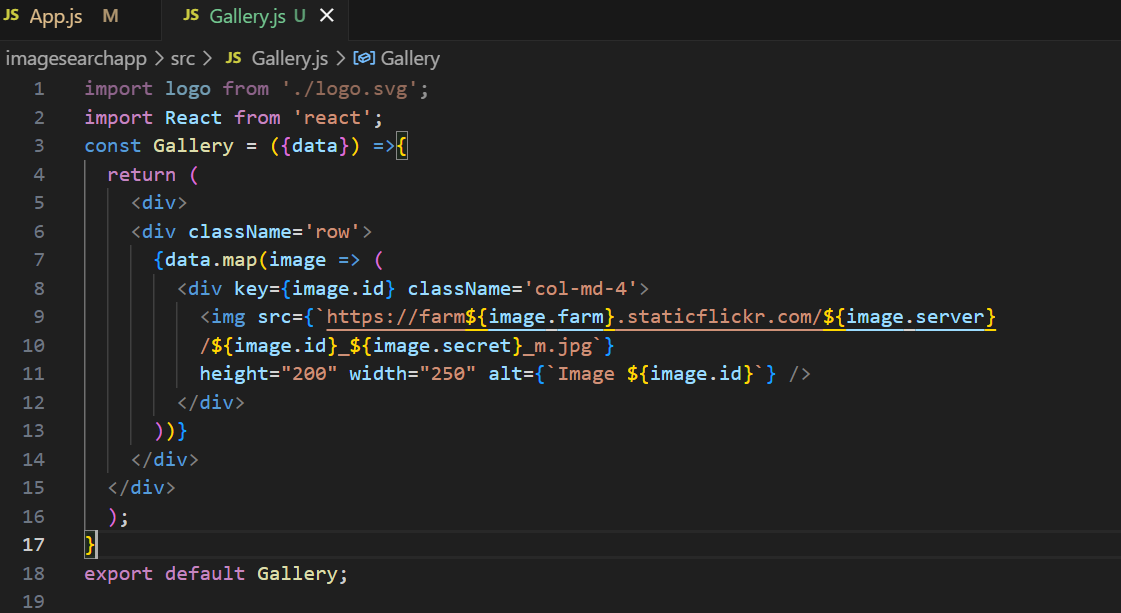 JS App.js M JS Gallery.js U ×
imagesearchapp > src > JS Gallery.js > Gallery
1 import logo from './logo.svg';
2 import React from 'react';
3 const Gallery = ({data}) =>{
4 return (
5 <div>
6 <div className='row'>
7 {data.map(image => (
8 <div key={image.id} className='col-md-4'>
9 <img src={`https://farm${image.farm}.staticflickr.com/${image.server}
10 /${image.id}_${image.secret}_m.jpg`}
11 height="200" width="250" alt={`Image ${image.id}`} />
12 </div>
13 ))}
14 </div>
15 </div>
16 );
17 }
18 export default Gallery;
19